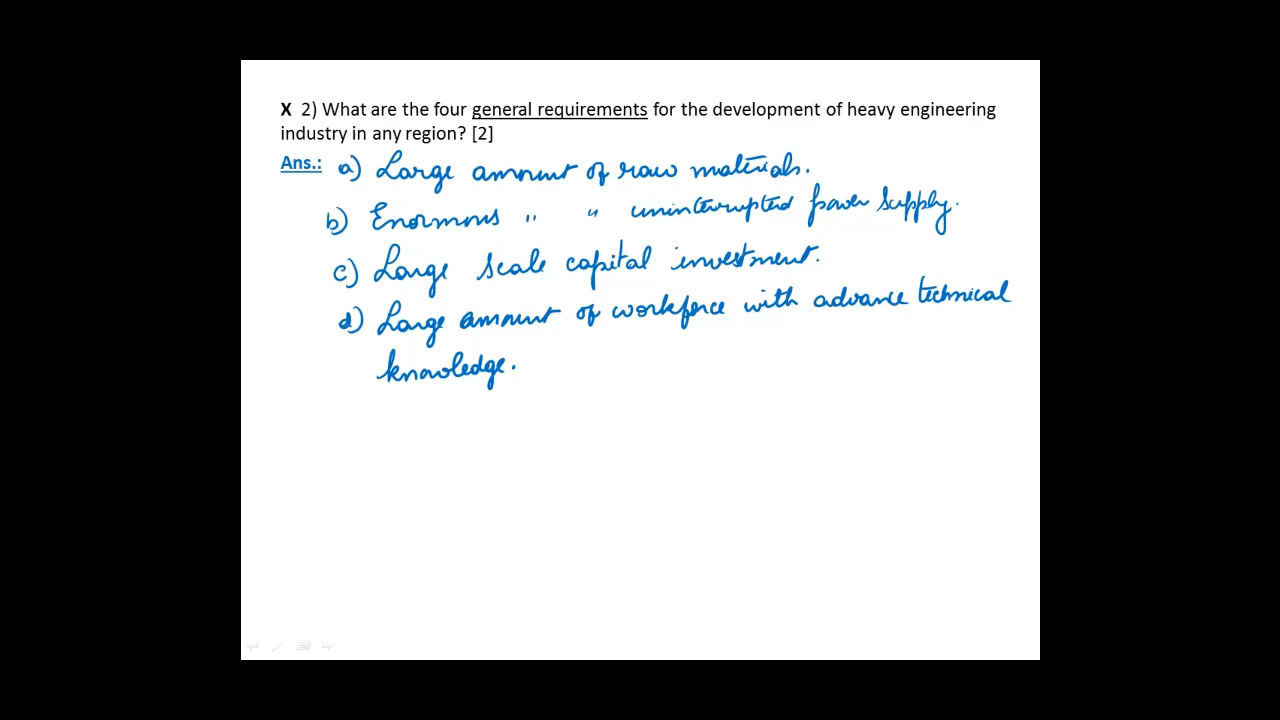 X 2) What are the four general requirements for the development of heavy engineering
industry in any region? [2]
Ans.: a) Large amount of raw materials.
b) Enormous " " uninterrupted power supply.
c) Large scale capital investment.
d) Large amount of workforce with advance technical
knowledge.